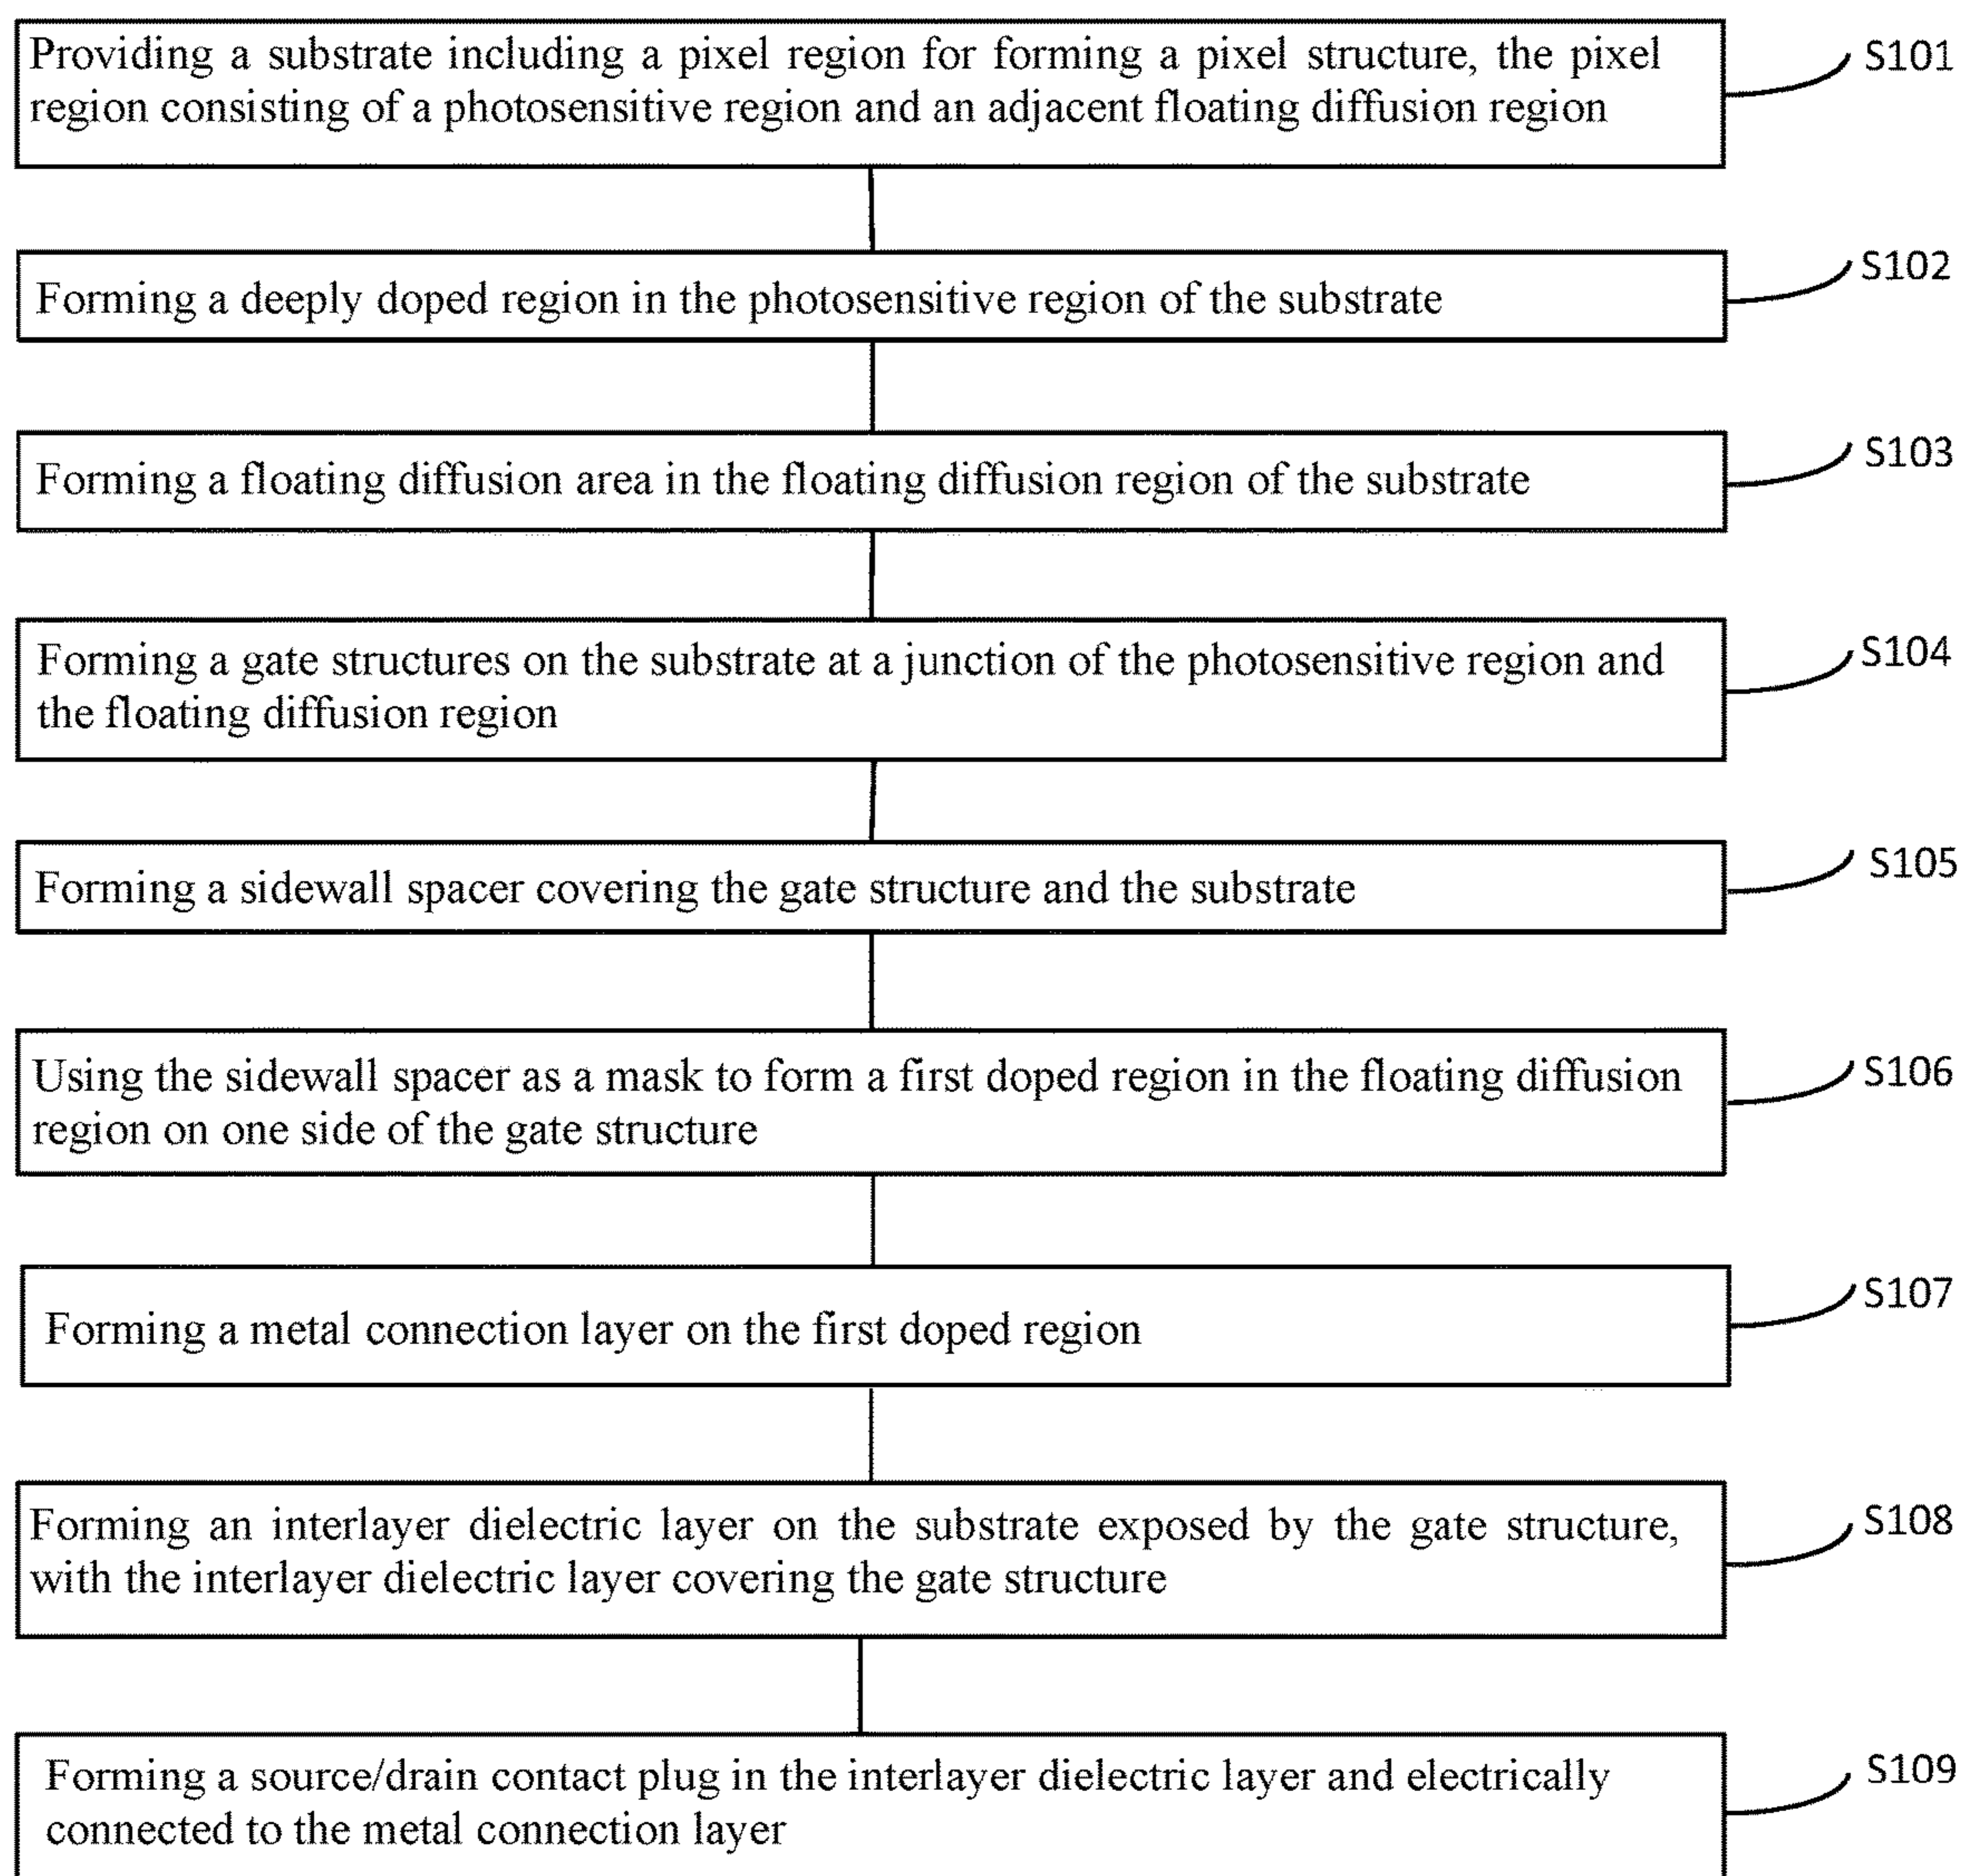 Providing a substrate including a pixel region for forming a pixel structure, the pixel
region consisting of a photosensitive region and an adjacent floating diffusion region
S101
Forming a deeply doped region in the photosensitive region of the substrate
S102
Forming a floating diffusion area in the floating diffusion region of the substrate
S103
Forming a gate structures on the substrate at a junction of the photosensitive region and
the floating diffusion region
S104
Forming a sidewall spacer covering the gate structure and the substrate
S105
Using the sidewall spacer as a mask to form a first doped region in the floating diffusion
region on one side of the gate structure
S106
Forming a metal connection layer on the first doped region
S107
Forming an interlayer dielectric layer on the substrate exposed by the gate structure,
with the interlayer dielectric layer covering the gate structure
S108
Forming a source/drain contact plug in the interlayer dielectric layer and electrically
connected to the metal connection layer
S109